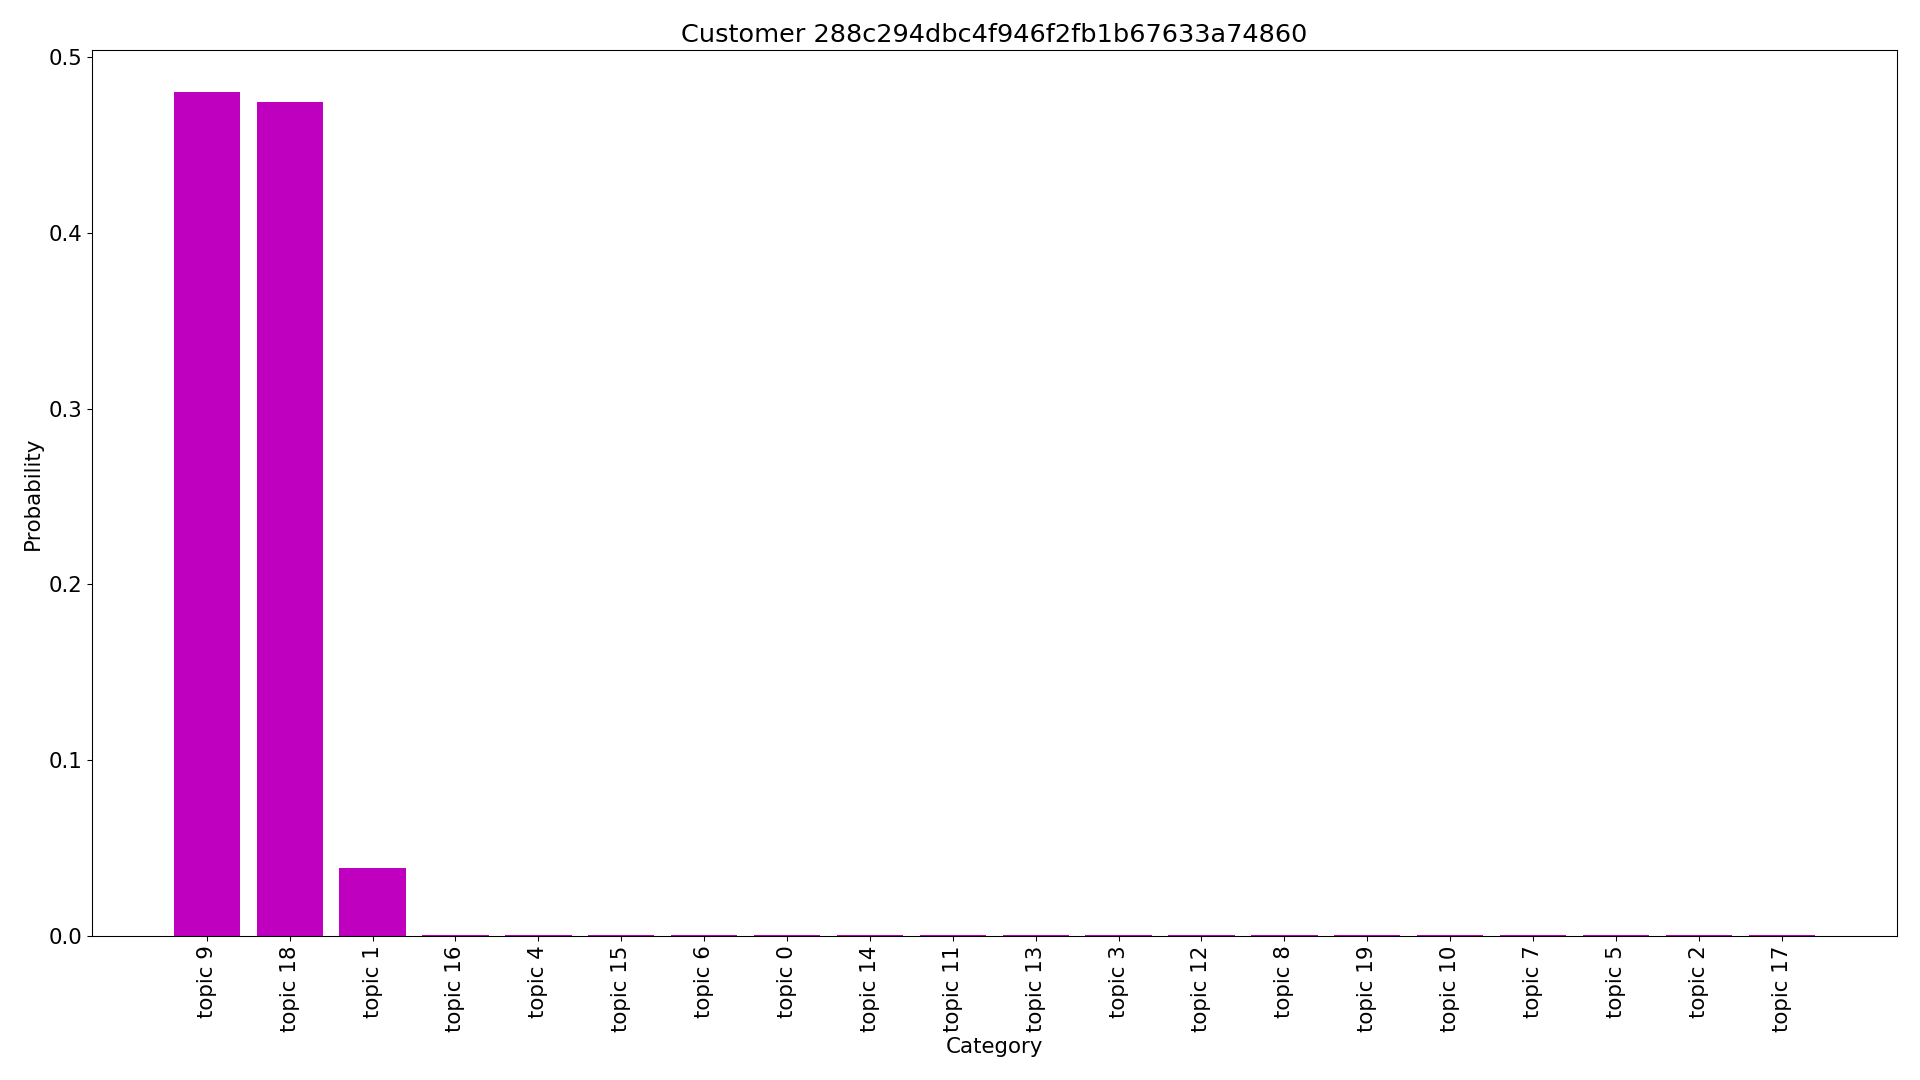 Customer 288c294dbc4f946f2fb1b67633a74860
0.5
0.4
0.3
0.2
0.1
0.0
Probability
topic 9
topic 18
topic 1
topic 16
topic 4
topic 15
topic 6
topic 0
topic 14
topic 11
topic 13
topic 3
topic 12
topic 8
topic 19
topic 10
topic 7
topic 5
topic 2
topic 17
Category